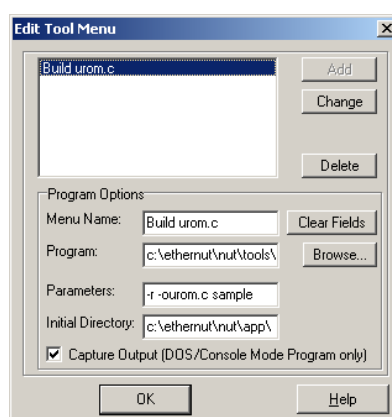 Edit Tool Menu
Build urom.c
Add
Change
Delete
Program Options
Menu Name: Build urom.c Clear Fields
Program: c:\ethernut\nut\tools\ Browse...
Parameters: -r -ourom.c sample
Initial Directory: c:\ethernut\nut\app\
Capture Output (DOS/Console Mode Program only)
OK Help